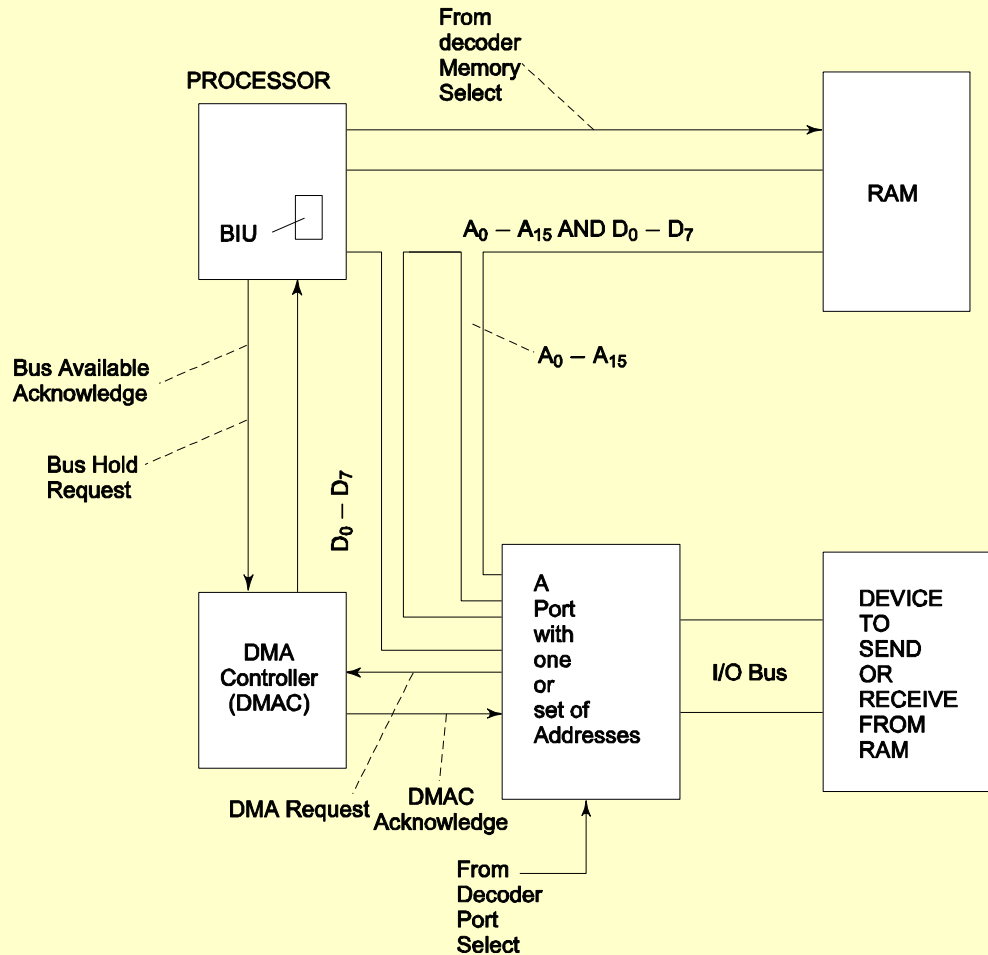 From
decoder
Memory
Select
PROCESSOR
RAM
BIU
A₀ – A₁₅ AND D₀ – D₇
A₀ – A₁₅
Bus Available
Acknowledge
Bus Hold
Request
D₀ – D₇
A
Port
with
one
or
set of
Addresses
DEVICE
TO
SEND
OR
RECEIVE
FROM
RAM
DMA
Controller
(DMAC)
I/O Bus
DMA Request
DMAC
Acknowledge
From
Decoder
Port
Select